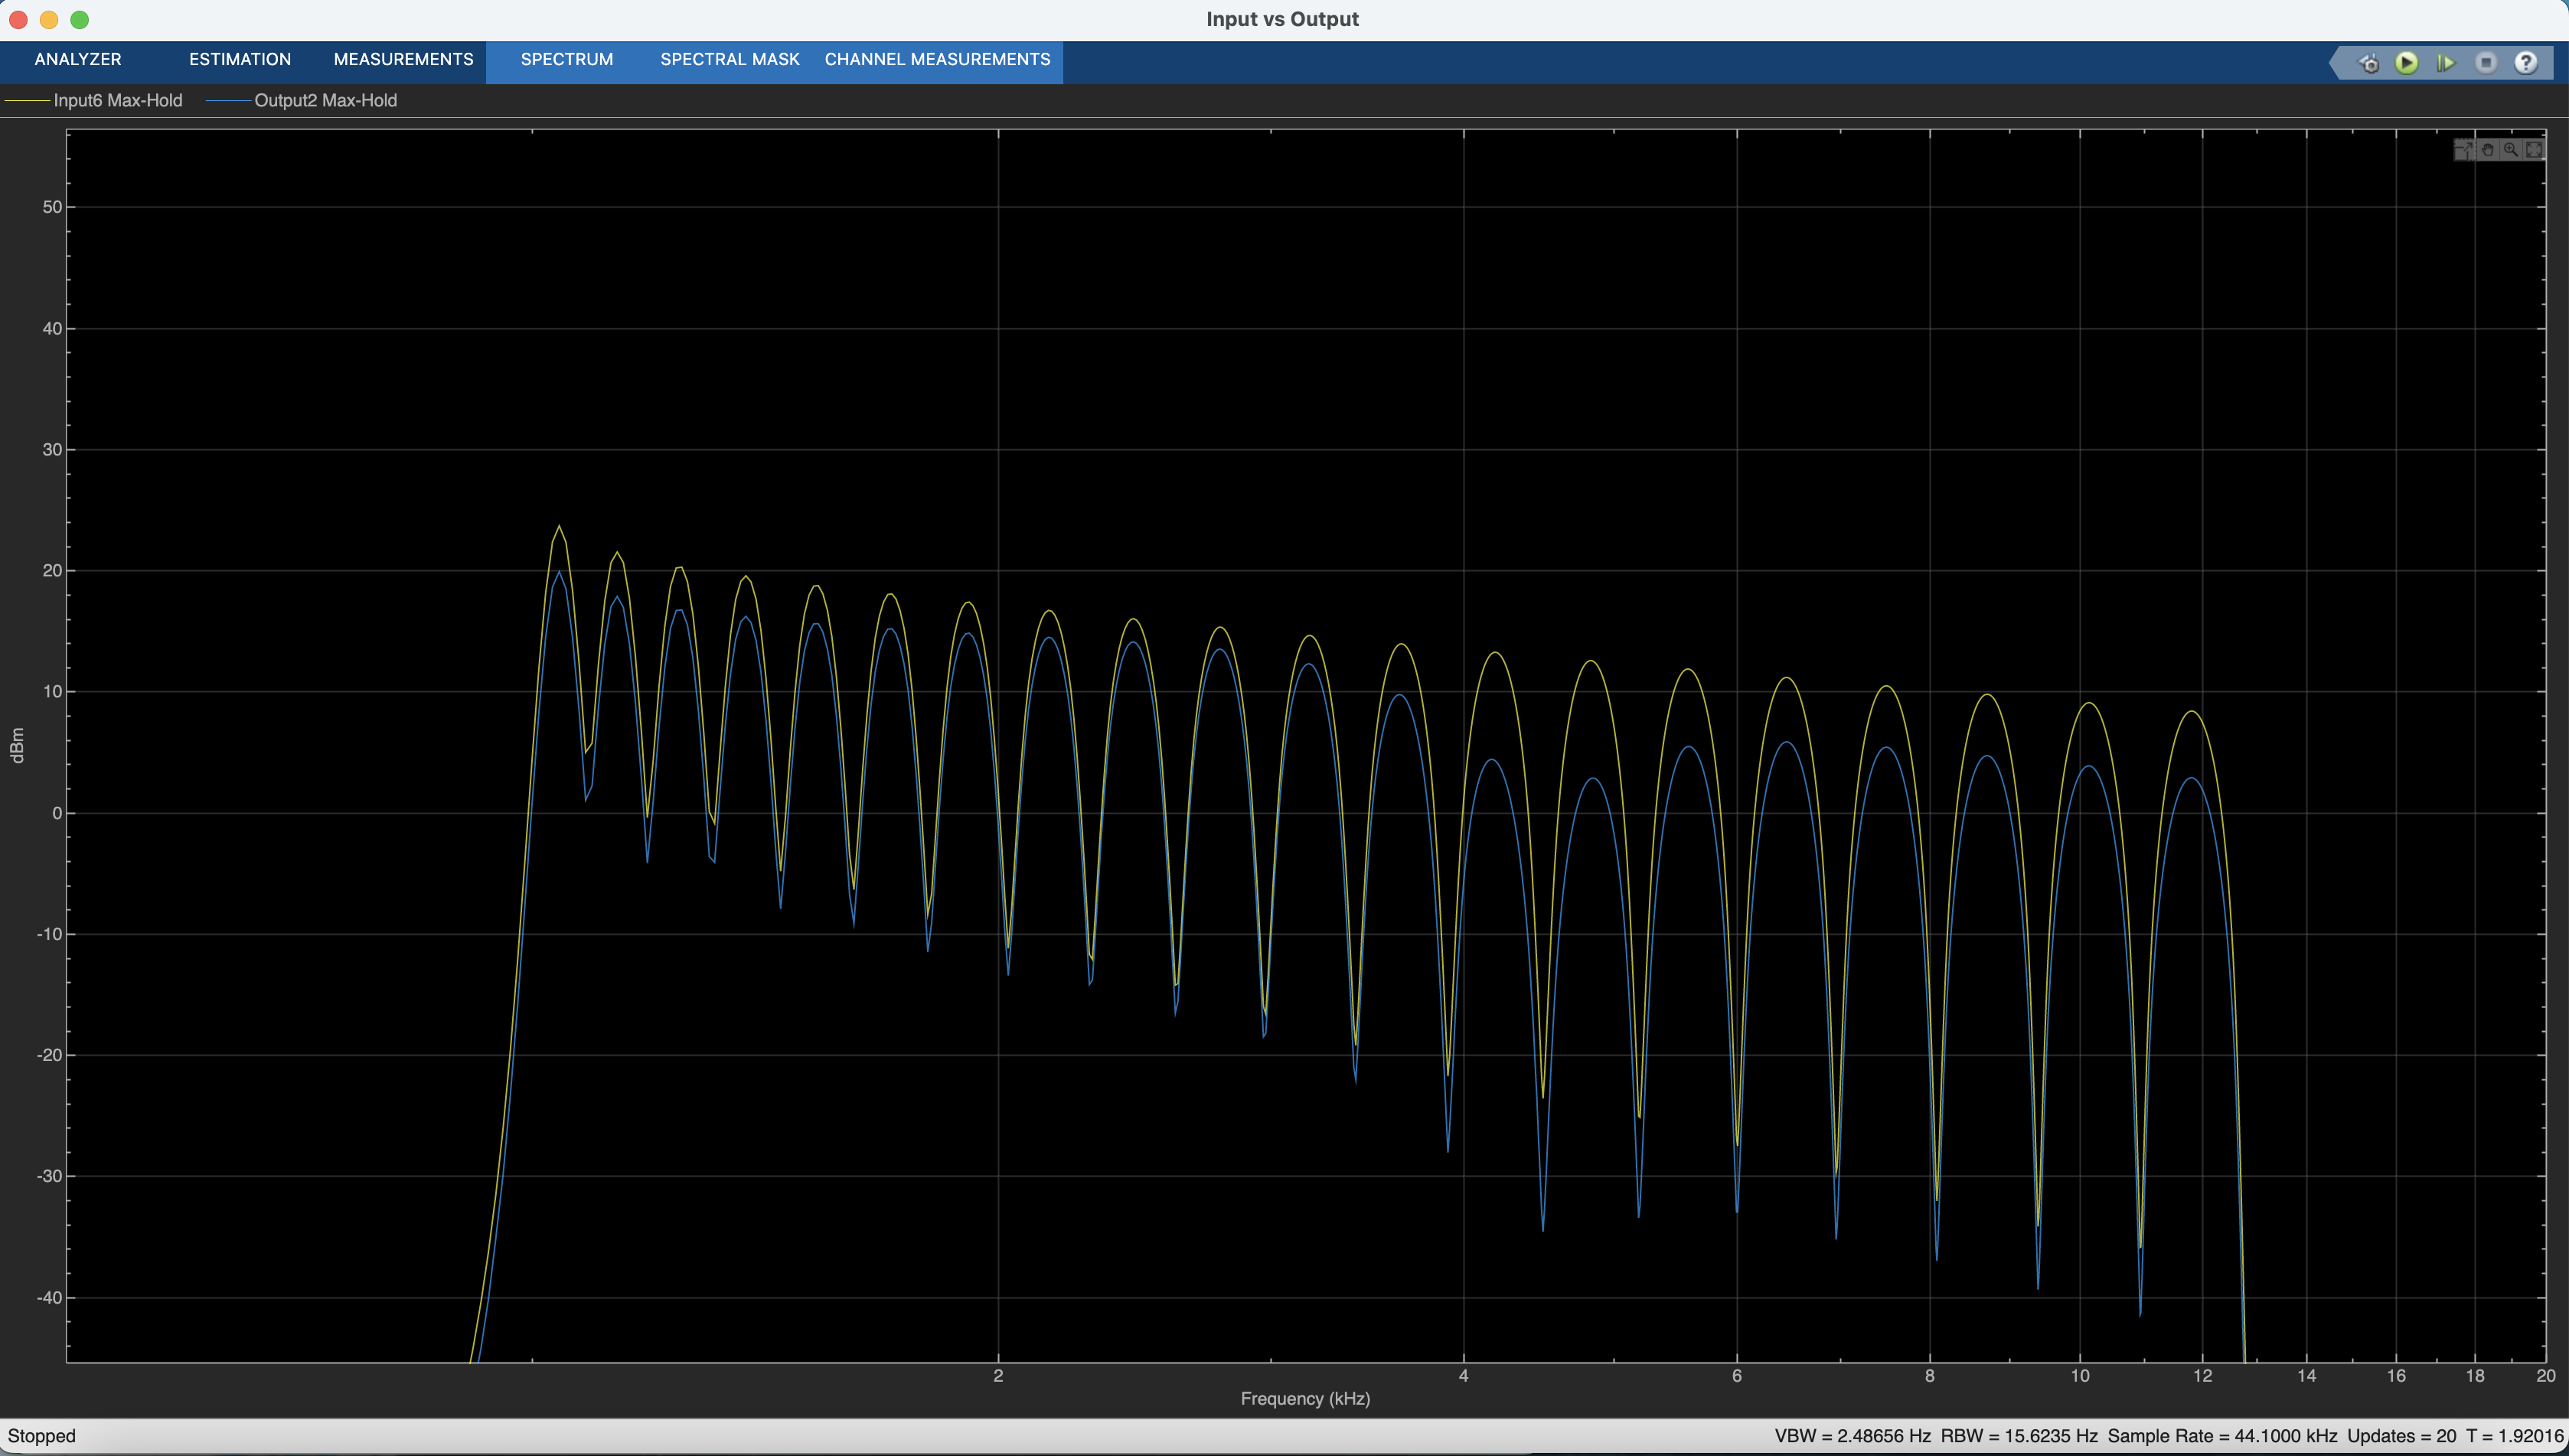 Input vs Output
ANALYZER ESTIMATION MEASUREMENTS SPECTRUM SPECTRAL MASK CHANNEL MEASUREMENTS ?
Input6 Max-Hold Output2 Max-Hold
50
40
30
20
10
0
-10
-20
-30
-40
dBm
2 4 6 8 10 12 14 16 18 20
Frequency (kHz)
Stopped VBW = 2.48656 Hz RBW = 15.6235 Hz Sample Rate = 44.1000 kHz Updates = 20 T = 1.92016